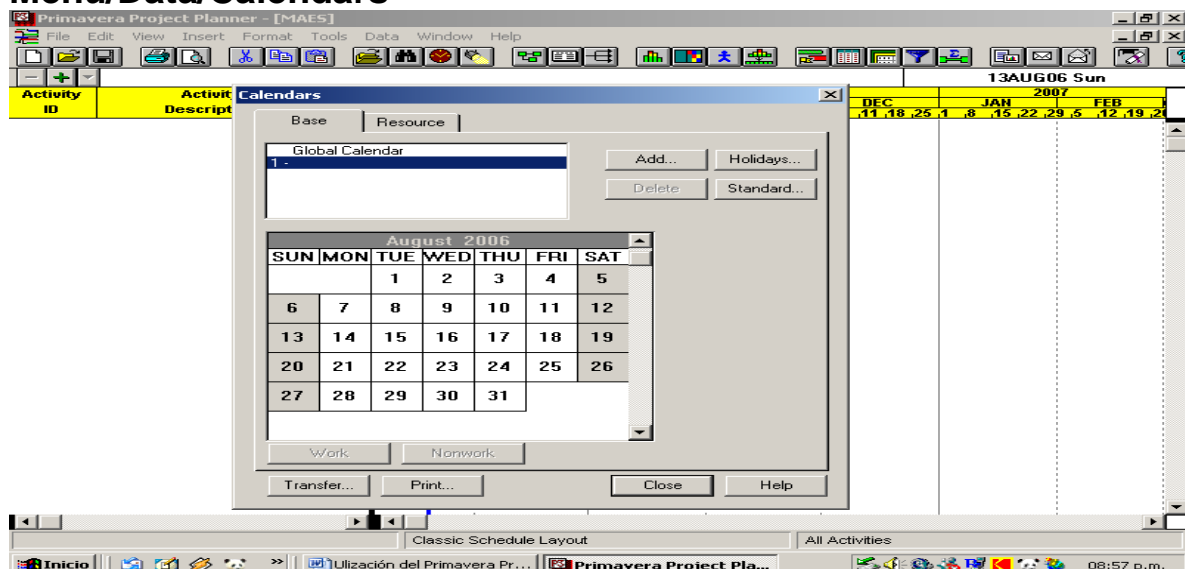 Menu/Data/Calendars
Primavera Project Planner - [MAES]
File Edit View Insert Format Tools Data Window Help
13AUG06 Sun
Activity ID
Activit
Descript
2007
DEC JAN FEB
,11 ,18 ,25 ,1 ,8 ,15 ,22 ,29 ,5 ,12 ,19
Calendars
Base Resource
Global Calendar
1 -
Add... Holidays...
Delete Standard...
August 2006
SUN MON TUE WED THU FRI SAT
1 2 3 4 5
6 7 8 9 10 11 12
13 14 15 16 17 18 19
20 21 22 23 24 25 26
27 28 29 30 31
Work Nonwork
Transfer... Print... Close Help
Classic Schedule Layout All Activities
Inicio » Ulización del Primavera Pr... Primavera Project Pla... 08:57 p.m.